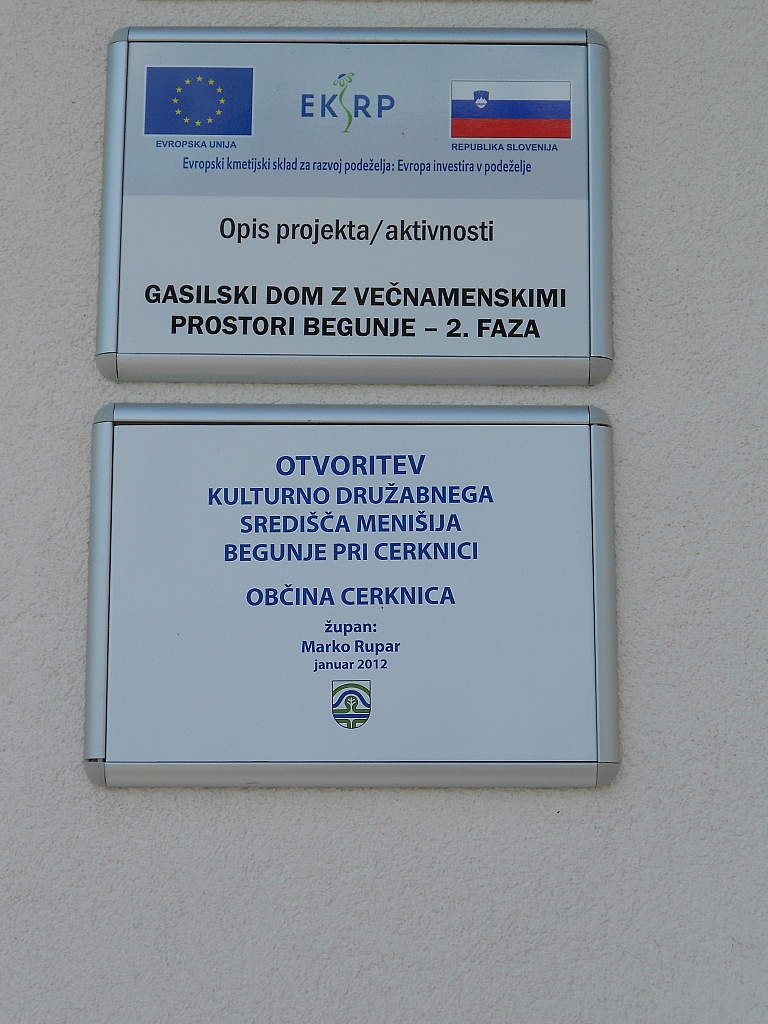 EKSRP
EVROPSKA UNIJA
REPUBLIKA SLOVENIJA
Evropski kmetijski sklad za razvoj podeželja: Evropa investira v podeželje
Opis projekta/aktivnosti
GASILSKI DOM Z VEČNAMENSKIMI
PROSTORI BEGUNJE – 2. FAZA
OTVORITEV
KULTURNO DRUŽABNEGA
SREDIŠČA MENIŠIJA
BEGUNJE PRI CERKNICI
OBČINA CERKNICA
župan:
Marko Rupar
januar 2012